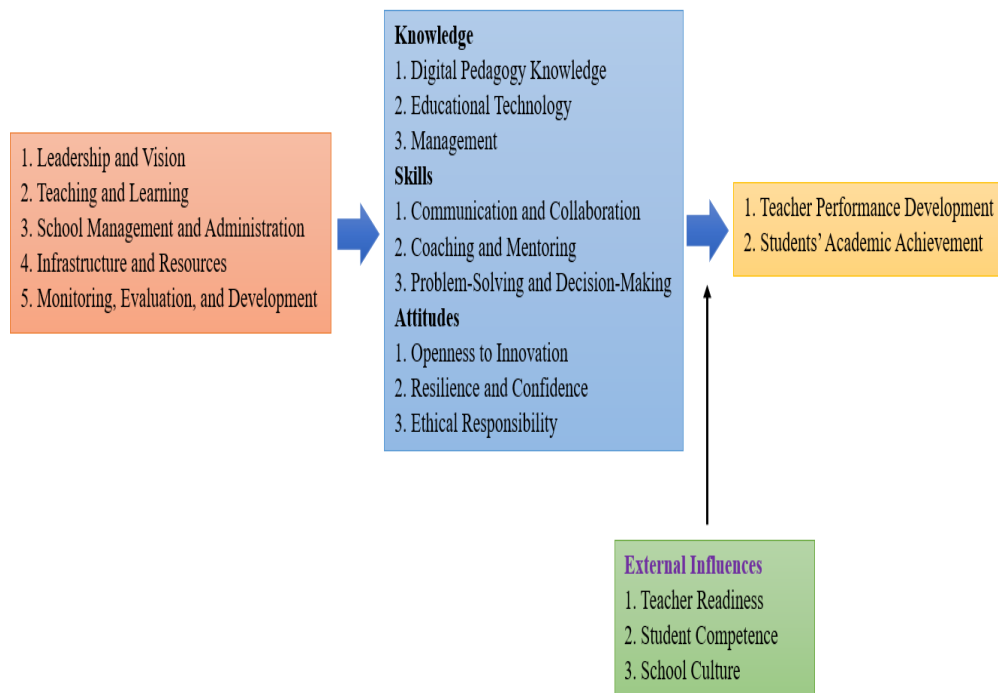 1. Leadership and Vision
2. Teaching and Learning
3. School Management and Administration
4. Infrastructure and Resources
5. Monitoring, Evaluation, and Development
Knowledge
1. Digital Pedagogy Knowledge
2. Educational Technology
3. Management
Skills
1. Communication and Collaboration
2. Coaching and Mentoring
3. Problem-Solving and Decision-Making
Attitudes
1. Openness to Innovation
2. Resilience and Confidence
3. Ethical Responsibility
1. Teacher Performance Development
2. Students’ Academic Achievement
External Influences
1. Teacher Readiness
2. Student Competence
3. School Culture